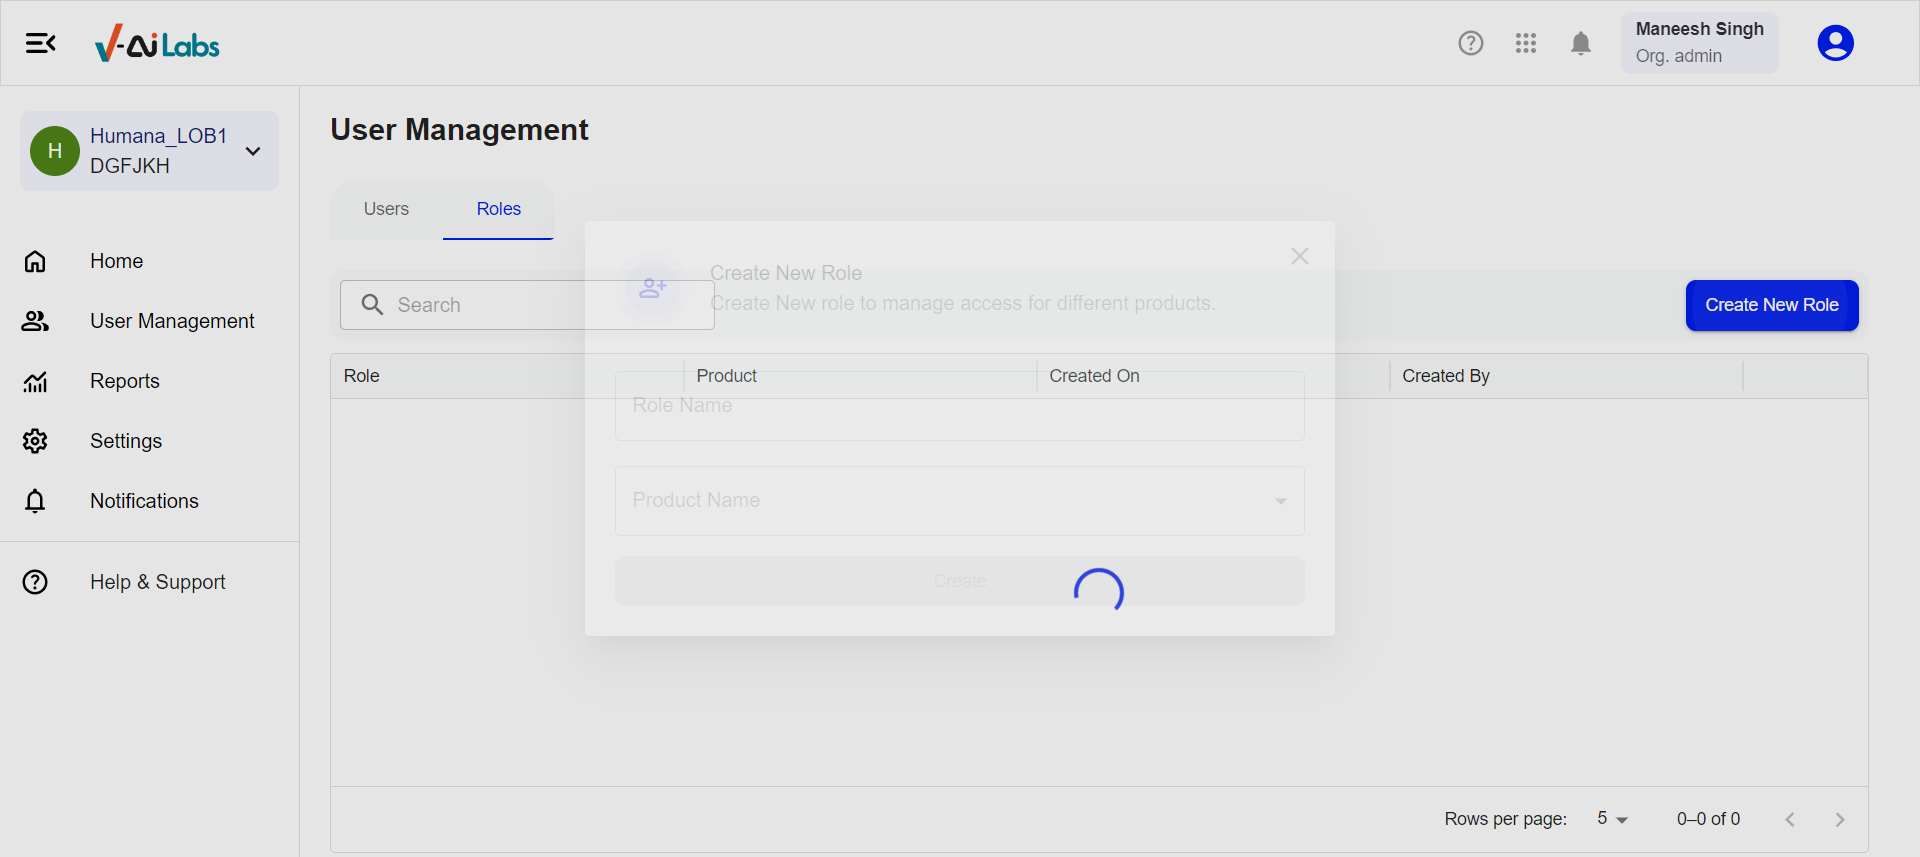 V-Ai Labs
Maneesh Singh
Org. admin
H
Humana_LOB1
DGFJKH
Home
User Management
Reports
Settings
Notifications
Help & Support
User Management
Users
Roles
Search
Create New Role
Create New Role
Create New role to manage access for different products.
Role
Product
Created On
Created By
Role Name
Product Name
Create
Rows per page:
5
0–0 of 0